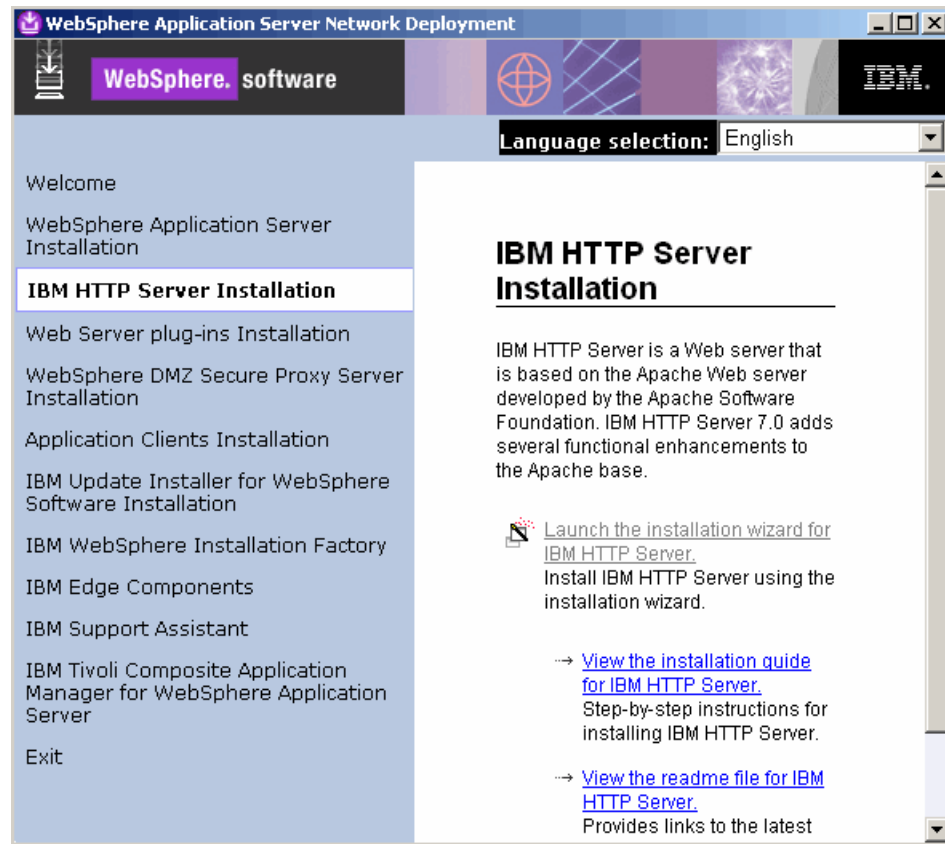 WebSphere Application Server Network Deployment
WebSphere. software
IBM.
Language selection: English
Welcome
WebSphere Application Server
Installation
IBM HTTP Server Installation
Web Server plug-ins Installation
WebSphere DMZ Secure Proxy Server
Installation
Application Clients Installation
IBM Update Installer for WebSphere
Software Installation
IBM WebSphere Installation Factory
IBM Edge Components
IBM Support Assistant
IBM Tivoli Composite Application
Manager for WebSphere Application
Server
Exit
IBM HTTP Server
Installation
IBM HTTP Server is a Web server that
is based on the Apache Web server
developed by the Apache Software
Foundation. IBM HTTP Server 7.0 adds
several functional enhancements to
the Apache base.
Launch the installation wizard for
IBM HTTP Server.
Install IBM HTTP Server using the
installation wizard.
View the installation guide
for IBM HTTP Server.
Step-by-step instructions for
installing IBM HTTP Server.
View the readme file for IBM
HTTP Server.
Provides links to the latest